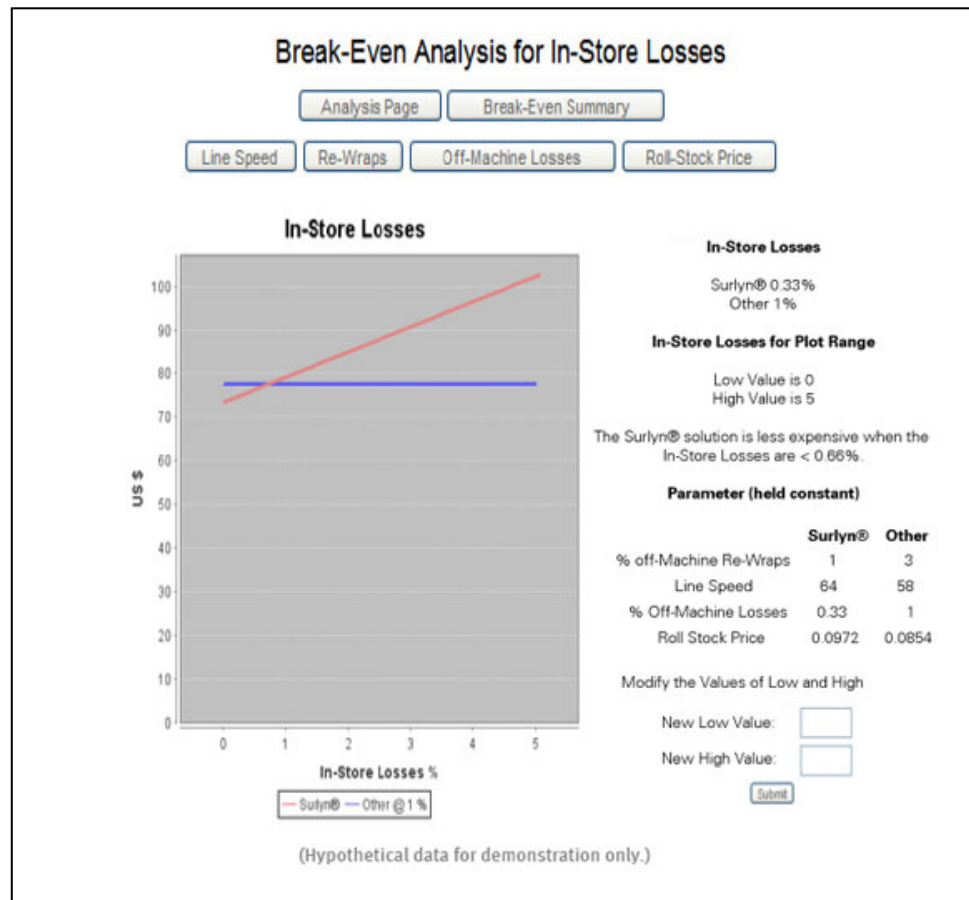 Break-Even Analysis for In-Store Losses
Analysis Page Break-Even Summary
Line Speed Re-Wraps Off-Machine Losses Roll-Stock Price
In-Store Losses
US $
100
90
80
70
60
50
40
30
20
10
0
0 1 2 3 4 5
In-Store Losses %
Surlyn® Other @ 1 %
In-Store Losses
Surlyn® 0.33%
Other 1%
In-Store Losses for Plot Range
Low Value is 0
High Value is 5
The Surlyn® solution is less expensive when the
In-Store Losses are < 0.66%.
Parameter (held constant)
Surlyn® Other
% off-Machine Re-Wraps 1 3
Line Speed 64 58
% Off-Machine Losses 0.33 1
Roll Stock Price 0.0972 0.0854
Modify the Values of Low and High
New Low Value:
New High Value:
Submit
(Hypothetical data for demonstration only.)